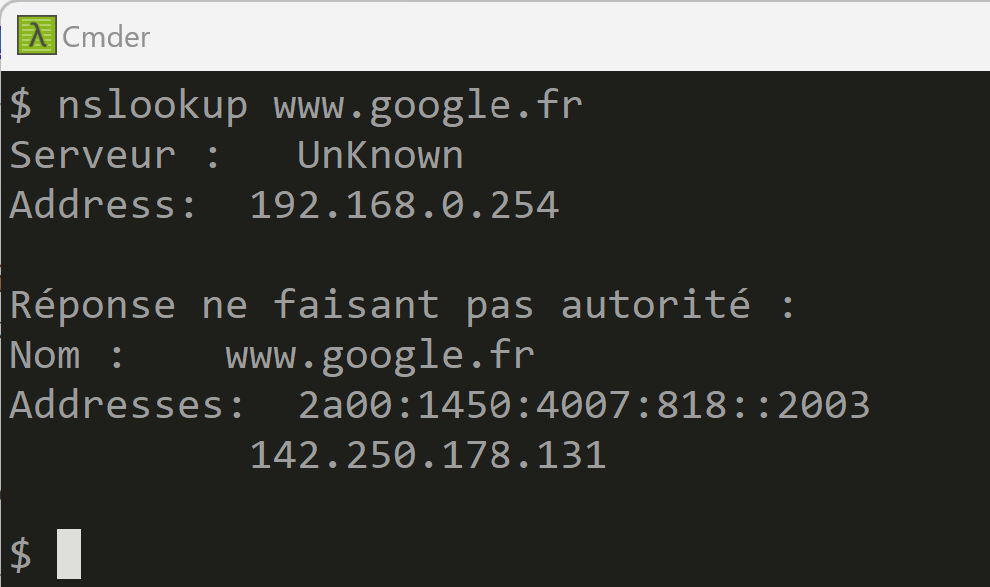 Cmder
$ nslookup www.google.fr
Serveur :   UnKnown
Address:  192.168.0.254
Réponse ne faisant pas autorité :
Nom :    www.google.fr
Addresses:  2a00:1450:4007:818::2003
          142.250.178.131
$